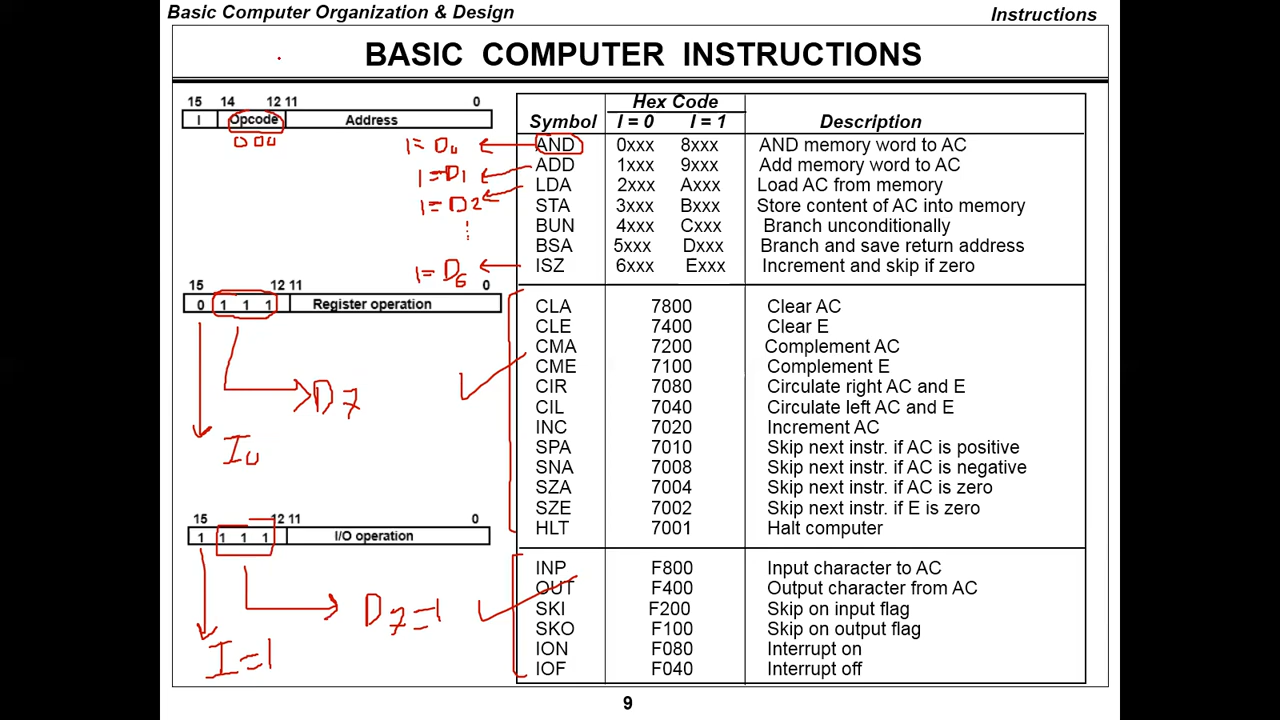 Basic Computer Organization & Design
Instructions
BASIC COMPUTER INSTRUCTIONS
15 14 12 11 0
I Opcode Address
000
Hex Code
Symbol I = 0 I = 1 Description
1 = D0 AND 0xxx 8xxx AND memory word to AC
1 = D1 ADD 1xxx 9xxx Add memory word to AC
1 = D2 LDA 2xxx Axxx Load AC from memory
STA 3xxx Bxxx Store content of AC into memory
BUN 4xxx Cxxx Branch unconditionally
BSA 5xxx Dxxx Branch and save return address
1 = D6 ISZ 6xxx Exxx Increment and skip if zero
15 12 11 0
0 1 1 1 Register operation
D7
I0
CLA 7800 Clear AC
CLE 7400 Clear E
CMA 7200 Complement AC
CME 7100 Complement E
CIR 7080 Circulate right AC and E
CIL 7040 Circulate left AC and E
INC 7020 Increment AC
SPA 7010 Skip next instr. if AC is positive
SNA 7008 Skip next instr. if AC is negative
SZA 7004 Skip next instr. if AC is zero
SZE 7002 Skip next instr. if E is zero
HLT 7001 Halt computer
15 12 11 0
1 1 1 1 I/O operation
D7=1
I=1
INP F800 Input character to AC
OUT F400 Output character from AC
SKI F200 Skip on input flag
SKO F100 Skip on output flag
ION F080 Interrupt on
IOF F040 Interrupt off
9